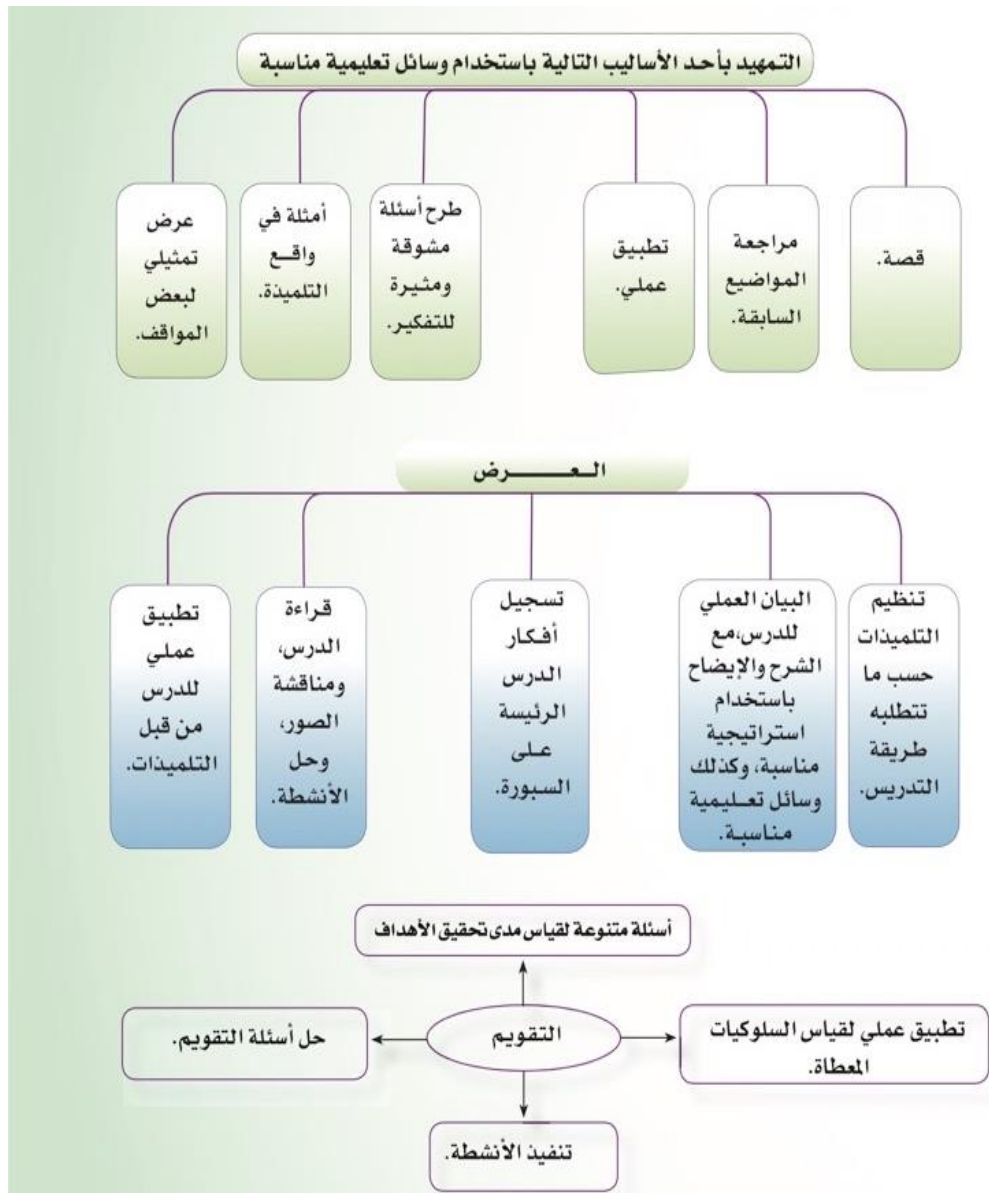 التمهيد بأحد الأساليب التالية باستخدام وسائل تعليمية مناسبة
قصة.
مراجعة
المواضيع
السابقة.
تطبيق
عملي.
طرح أسئلة
مشوقة
ومثيرة
للتفكير.
أمثلة في
واقع
التلميذة.
عرض
تمثيلي
لبعض
المواقف.
العرض
تنظيم
التلميذات
حسب ما
تتطلبه
طريقة
التدريس.
البيان العملي
للدرس،مع
الشرح والإيضاح
باستخدام
استراتيجية
مناسبة، وكذلك
وسائل تعليمية
مناسبة.
تسجيل
أفكار
الدرس
الرئيسة
على
السبورة.
قراءة
الدرس،
ومناقشة
الصور،
وحل
الأنشطة.
تطبيق
عملي
للدرس
من قبل
التلميذات.
أسئلة متنوعة لقياس مدى تحقيق الأهداف
تطبيق عملي لقياس السلوكيات
المعطاة.
التقويم
حل أسئلة التقويم.
تنفيذ الأنشطة.